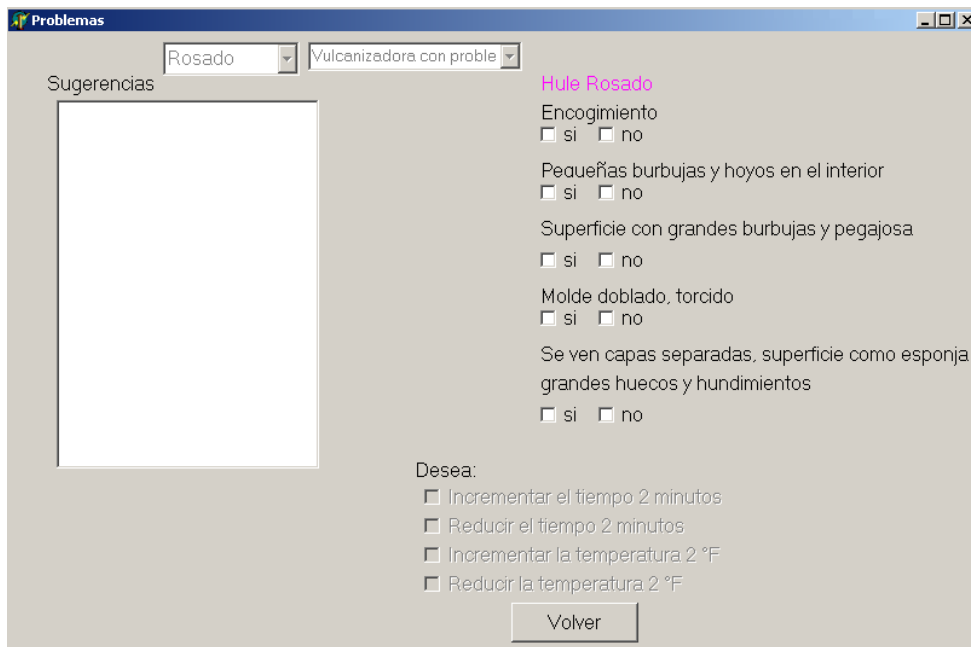 Problemas
Rosado
Vulcanizadora con proble
Sugerencias
Hule Rosado
Encogimiento
si no
Pequeñas burbujas y hoyos en el interior
si no
Superficie con grandes burbujas y pegajosa
si no
Molde doblado, torcido
si no
Se ven capas separadas, superficie como esponja
grandes huecos y hundimientos
si no
Desea:
Incrementar el tiempo 2 minutos
Reducir el tiempo 2 minutos
Incrementar la temperatura 2 °F
Reducir la temperatura 2 °F
Volver